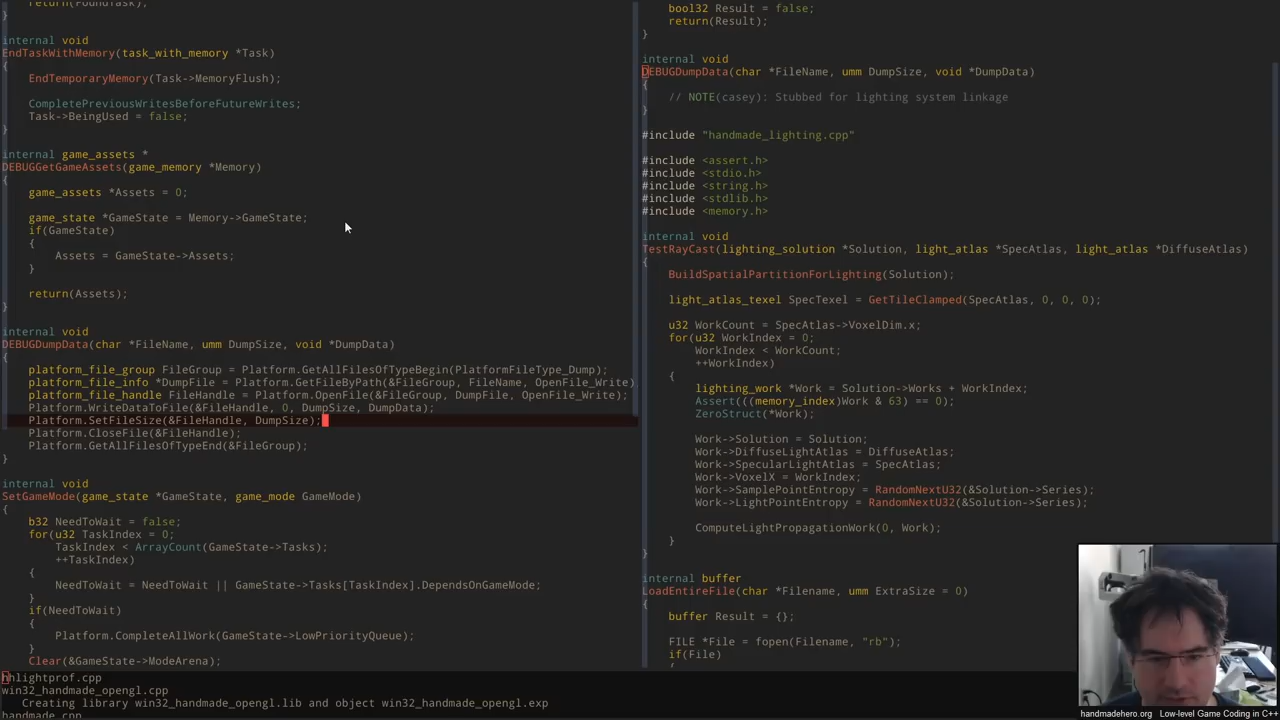 return(FoundTask);
}
internal void
EndTaskWithMemory(task_with_memory *Task)
{
EndTemporaryMemory(Task->MemoryFlush);
CompletePreviousWritesBeforeFutureWrites;
Task->BeingUsed = false;
}
internal game_assets *
DEBUGGetGameAssets(game_memory *Memory)
{
game_assets *Assets = 0;
game_state *GameState = Memory->GameState;
if(GameState)
{
Assets = GameState->Assets;
}
return(Assets);
}
internal void
DEBUGDumpData(char *FileName, umm DumpSize, void *DumpData)
{
platform_file_group FileGroup = Platform.GetAllFilesOfTypeBegin(PlatformFileType_Dump);
platform_file_info *DumpFile = Platform.GetFileByPath(&FileGroup, FileName, OpenFile_Write)
platform_file_handle FileHandle = Platform.OpenFile(&FileGroup, DumpFile, OpenFile_Write);
Platform.WriteDataToFile(&FileHandle, 0, DumpSize, DumpData);
Platform.SetFileSize(&FileHandle, DumpSize);
Platform.CloseFile(&FileHandle);
Platform.GetAllFilesOfTypeEnd(&FileGroup);
}
internal void
SetGameMode(game_state *GameState, game_mode GameMode)
{
b32 NeedToWait = false;
for(u32 TaskIndex = 0;
TaskIndex < ArrayCount(GameState->Tasks);
++TaskIndex)
{
NeedToWait = NeedToWait || GameState->Tasks[TaskIndex].DependsOnGameMode;
}
if(NeedToWait)
{
Platform.CompleteAllWork(GameState->LowPriorityQueue);
}
Clear(&GameState->ModeArena);
bool32 Result = false;
return(Result);
}
internal void
DEBUGDumpData(char *FileName, umm DumpSize, void *DumpData)
{
// NOTE(casey): Stubbed for lighting system linkage
}
#include "handmade_lighting.cpp"
#include <assert.h>
#include <stdio.h>
#include <string.h>
#include <stdlib.h>
#include <memory.h>
internal void
TestRayCast(lighting_solution *Solution, light_atlas *SpecAtlas, light_atlas *DiffuseAtlas)
{
BuildSpatialPartitionForLighting(Solution);
light_atlas_texel SpecTexel = GetTileClamped(SpecAtlas, 0, 0, 0);
u32 WorkCount = SpecAtlas->VoxelDim.x;
for(u32 WorkIndex = 0;
WorkIndex < WorkCount;
++WorkIndex)
{
lighting_work *Work = Solution->Works + WorkIndex;
Assert(((memory_index)Work & 63) == 0);
ZeroStruct(*Work);
Work->Solution = Solution;
Work->DiffuseLightAtlas = DiffuseAtlas;
Work->SpecularLightAtlas = SpecAtlas;
Work->VoxelX = WorkIndex;
Work->SamplePointEntropy = RandomNextU32(&Solution->Series);
Work->LightPointEntropy = RandomNextU32(&Solution->Series);
ComputeLightPropagationWork(0, Work);
}
}
internal buffer
LoadEntireFile(char *Filename, umm ExtraSize = 0)
{
buffer Result = {};
FILE *File = fopen(Filename, "rb");
if(File)
{
hhlightprof.cpp
win32_handmade_opengl.cpp
Creating library win32_handmade_opengl.lib and object win32_handmade_opengl.exp
handmade.cpp
handmadehero.org Low-level Game Coding in C++